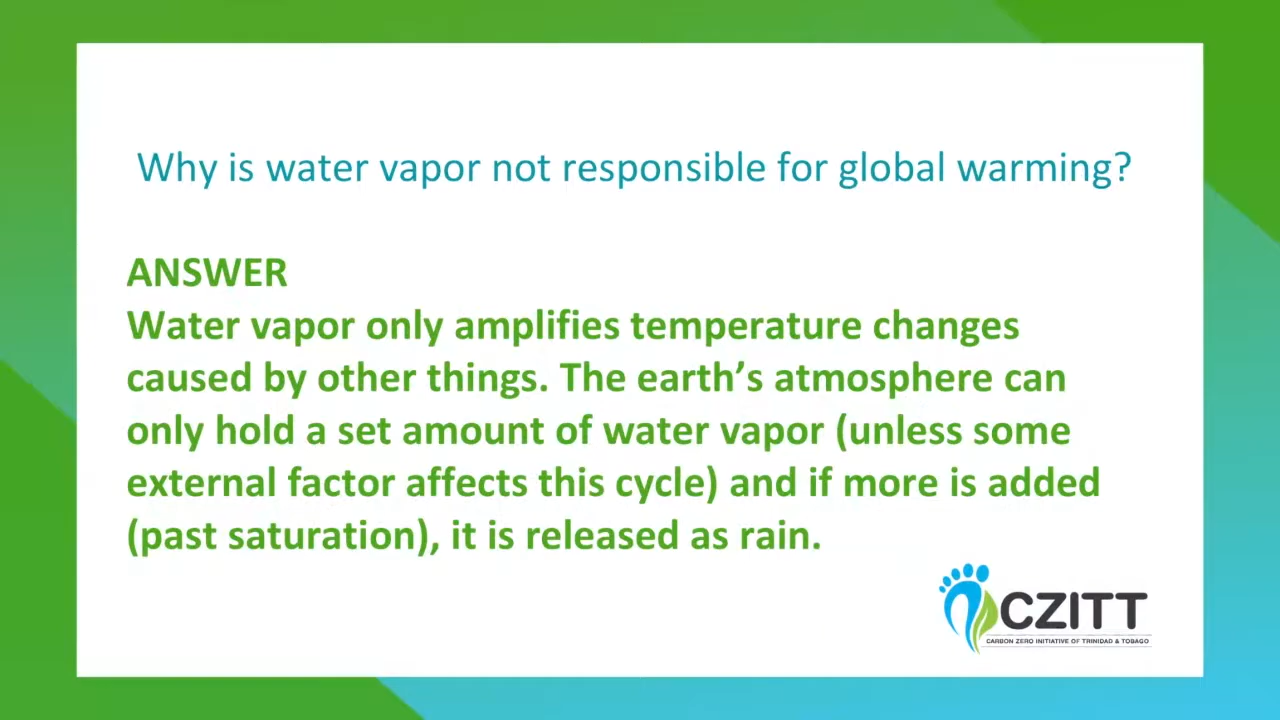 Why is water vapor not responsible for global warming?
ANSWER
Water vapor only amplifies temperature changes
caused by other things. The earth’s atmosphere can
only hold a set amount of water vapor (unless some
external factor affects this cycle) and if more is added
(past saturation), it is released as rain.
CZITT
CARBON ZERO INITIATIVE OF TRINIDAD & TOBAGO